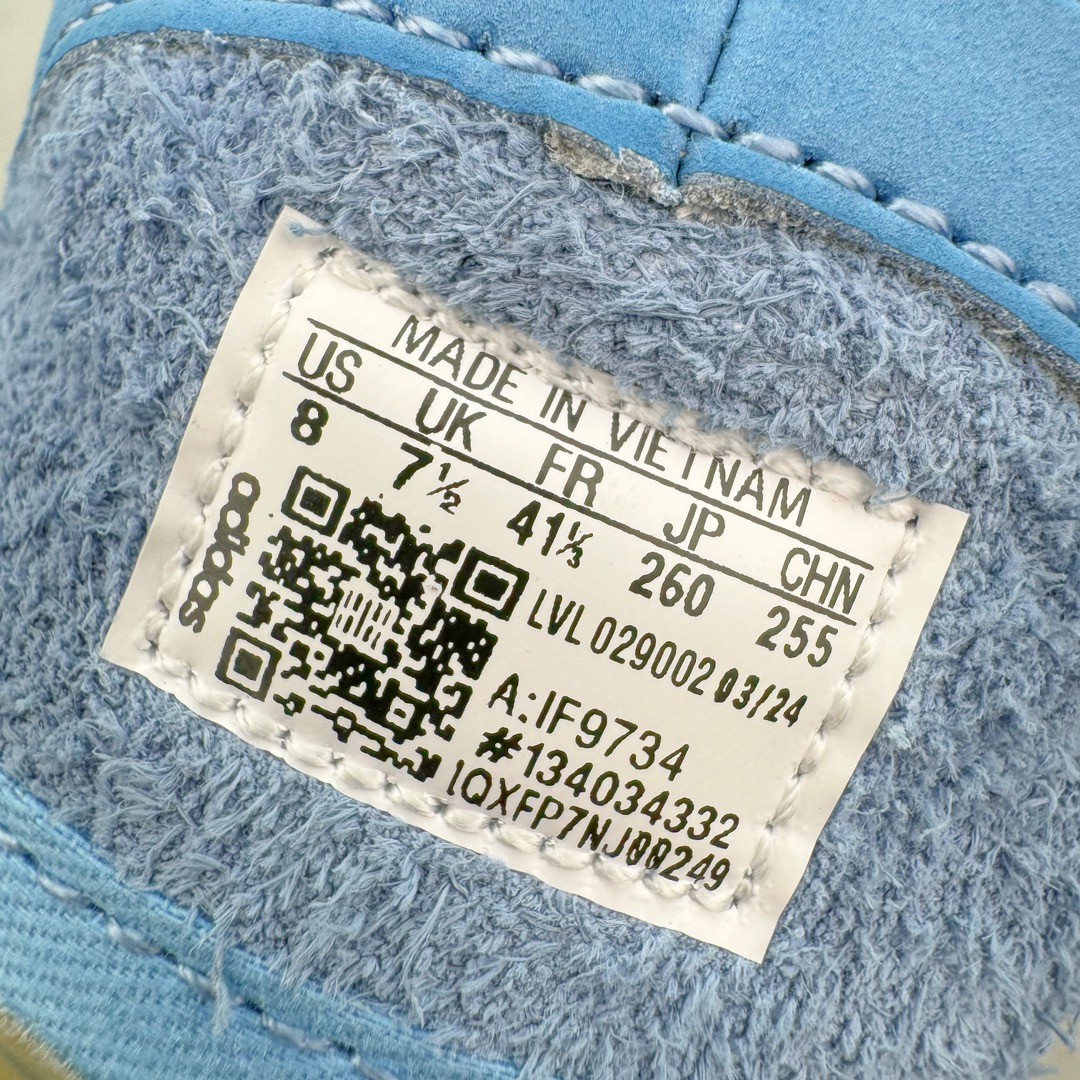 MADE IN VIETNAM
US UK FR JP CHN
8 7½ 41⅓ 260 255
adidas
LVL 029002 03/24
A:IF9734
#134034332
IQXFP7NJ00249